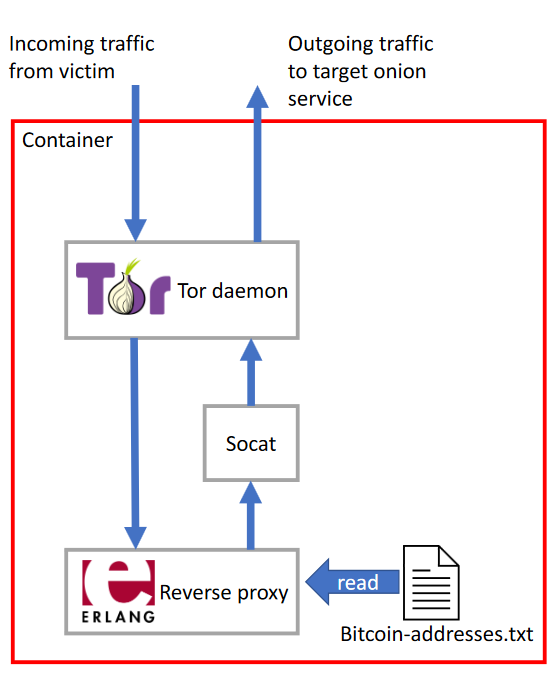 Incoming traffic
from victim
Outgoing traffic
to target onion
service
Container
Tor Tor daemon
Socat
e
ERLANG
Reverse proxy
read
Bitcoin-addresses.txt